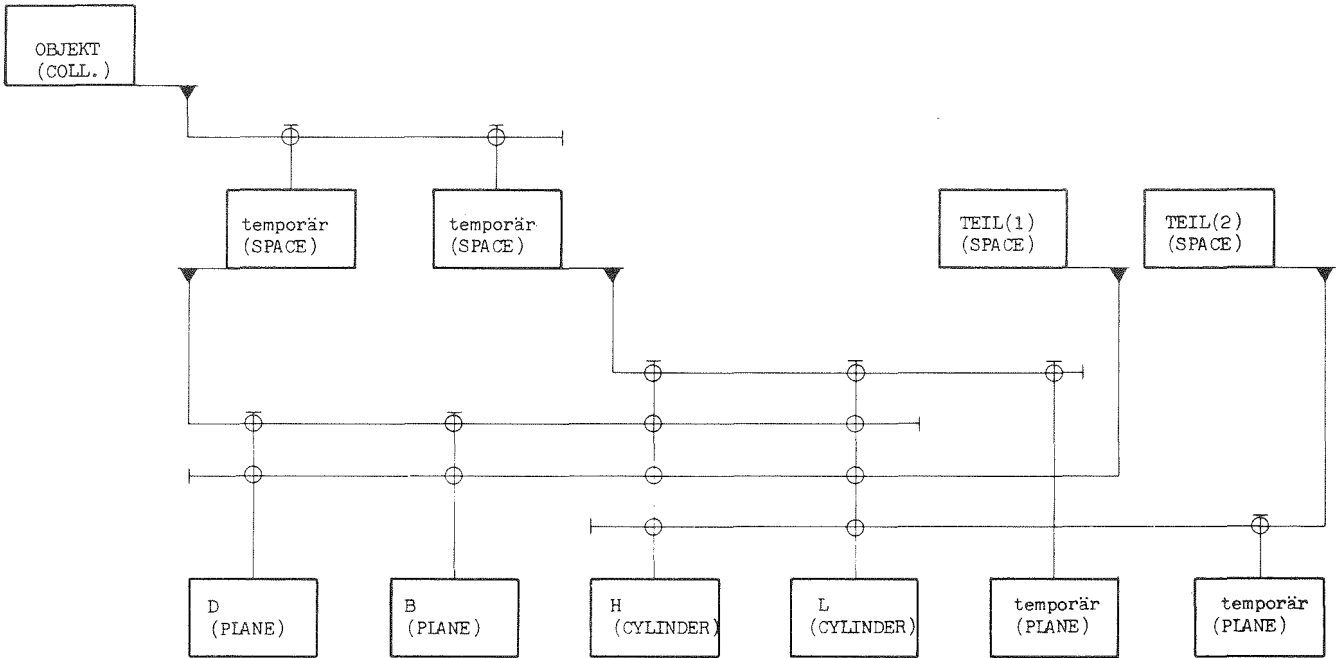 OBJEKT
(COLL.)
temporär
(SPACE)
temporär
(SPACE)
TEIL(1)
(SPACE)
TEIL(2)
(SPACE)
D
(PLANE)
B
(PLANE)
H
(CYLINDER)
L
(CYLINDER)
temporär
(PLANE)
temporär
(PLANE)